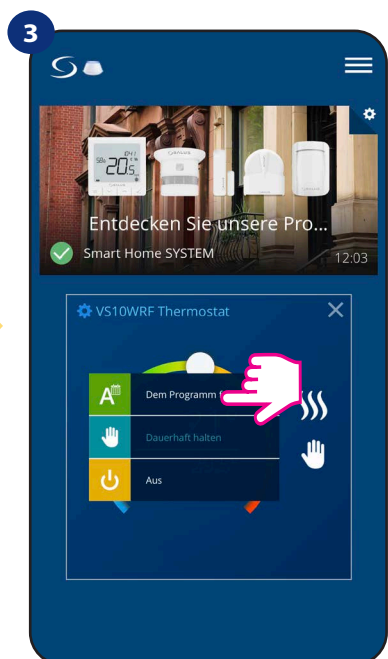 3
Entdecken Sie unsere Pro...
Smart Home SYSTEM
12:03
VS10WRF Thermostat
A
Dem Programm
Dauerhaft halten
Aus